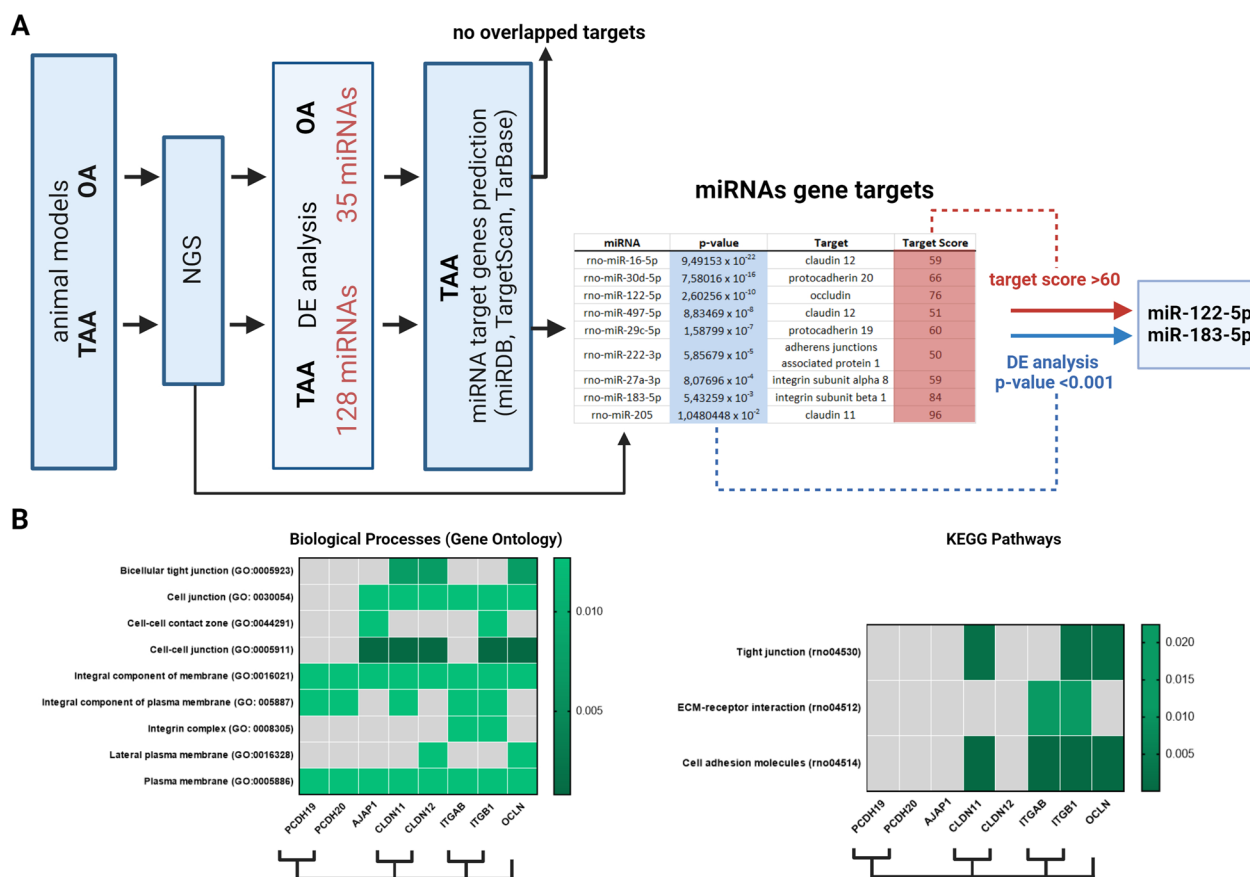 A
no overlapped targets
animal models
TAA OA
NGS
TAA DE analysis OA
128 miRNAs 35 miRNAs
TAA
miRNA target genes prediction
(miRDB, TargetScan, TarBase)
miRNAs gene targets
miRNA p-value Target Target Score
rno-miR-16-5p 9,49153 x 10⁻²² claudin 12 59
rno-miR-30d-5p 7,58016 x 10⁻¹⁶ protocadherin 20 66
rno-miR-122-5p 2,60256 x 10⁻¹⁰ occludin 76
rno-miR-497-5p 8,83469 x 10⁻⁸ claudin 12 51
rno-miR-29c-5p 1,58799 x 10⁻⁷ protocadherin 19 60
rno-miR-222-3p 5,85679 x 10⁻⁵ adherens junctions associated protein 1 50
rno-miR-27a-3p 8,07696 x 10⁻⁴ integrin subunit alpha 8 59
rno-miR-183-5p 5,43259 x 10⁻³ integrin subunit beta 1 84
rno-miR-205 1,0480448 x 10⁻² claudin 11 96
target score >60
DE analysis
p-value <0.001
miR-122-5p
miR-183-5p
B
Biological Processes (Gene Ontology)
Bicellular tight junction (GO:0005923)
Cell junction (GO: 0030054)
Cell-cell contact zone (GO:0044291)
Cell-cell junction (GO:0005911)
Integral component of membrane (GO:0016021)
Integral component of plasma membrane (GO: 005887)
Integrin complex (GO: 0008305)
Lateral plasma membrane (GO:0016328)
Plasma membrane (GO:0005886)
PCDH19 PCDH20 AJAP1 CLDN11 CLDN12 ITGAB ITGB1 OCLN
0.010
0.005
KEGG Pathways
Tight junction (rno04530)
ECM-receptor interaction (rno04512)
Cell adhesion molecules (rno04514)
PCDH19 PCDH20 AJAP1 CLDN11 CLDN12 ITGAB ITGB1 OCLN
0.020
0.015
0.010
0.005